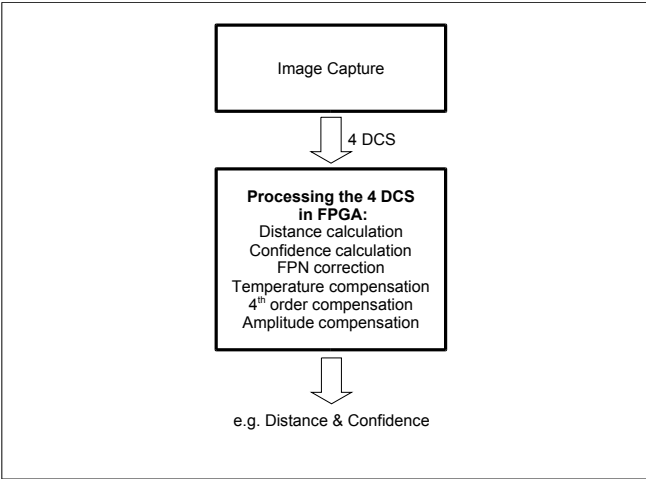 Image Capture
4 DCS
Processing the 4 DCS
in FPGA:
Distance calculation
Confidence calculation
FPN correction
Temperature compensation
4th order compensation
Amplitude compensation
e.g. Distance & Confidence